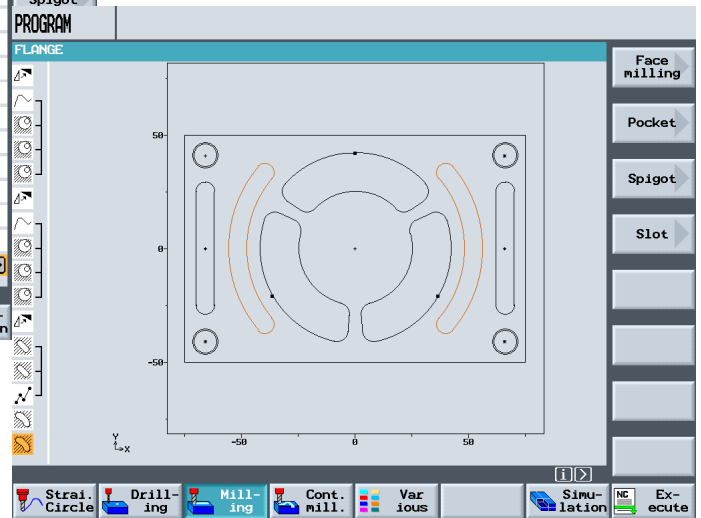 Spigot
PROGRAM
FLANGE
Face
milling
Pocket
Spigot
Slot
50
0
-50
Y
X
-50
0
50
n
i
Strai.
Circle
Drill-
ing
Mill-
ing
Cont.
mill.
Var
ious
Simu-
lation
NC
Ex-
ecute